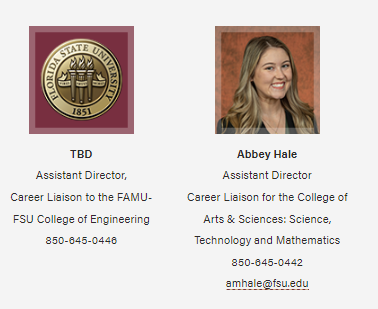 FLORIDA STATE UNIVERSITY
1851
TBD
Assistant Director,
Career Liaison to the FAMU-
FSU College of Engineering
850-645-0446
Abbey Hale
Assistant Director
Career Liaison for the College of
Arts & Sciences: Science,
Technology and Mathematics
850-645-0442
amhale@fsu.edu